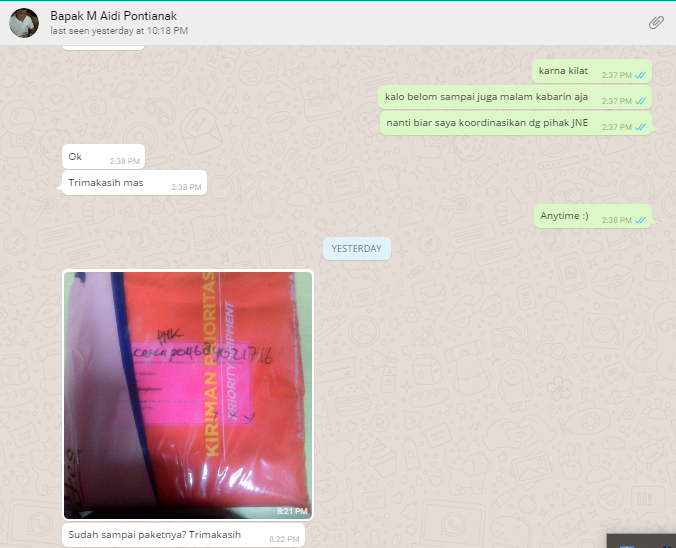 Bapak M Aidi Pontianak
last seen yesterday at 10:18 PM
karna kilat
2:37 PM
kalo belom sampai juga malam kabarin aja
2:37 PM
nanti biar saya koordinasikan dg pihak JNE
2:37 PM
Ok
2:38 PM
Trimakasih mas
2:38 PM
Anytime :)
2:38 PM
YESTERDAY
PHK
KIRIMAN PRIORITAS
PRIORITY SHIPMENT
8:21 PM
Sudah sampai paketnya? Trimakasih
8:22 PM